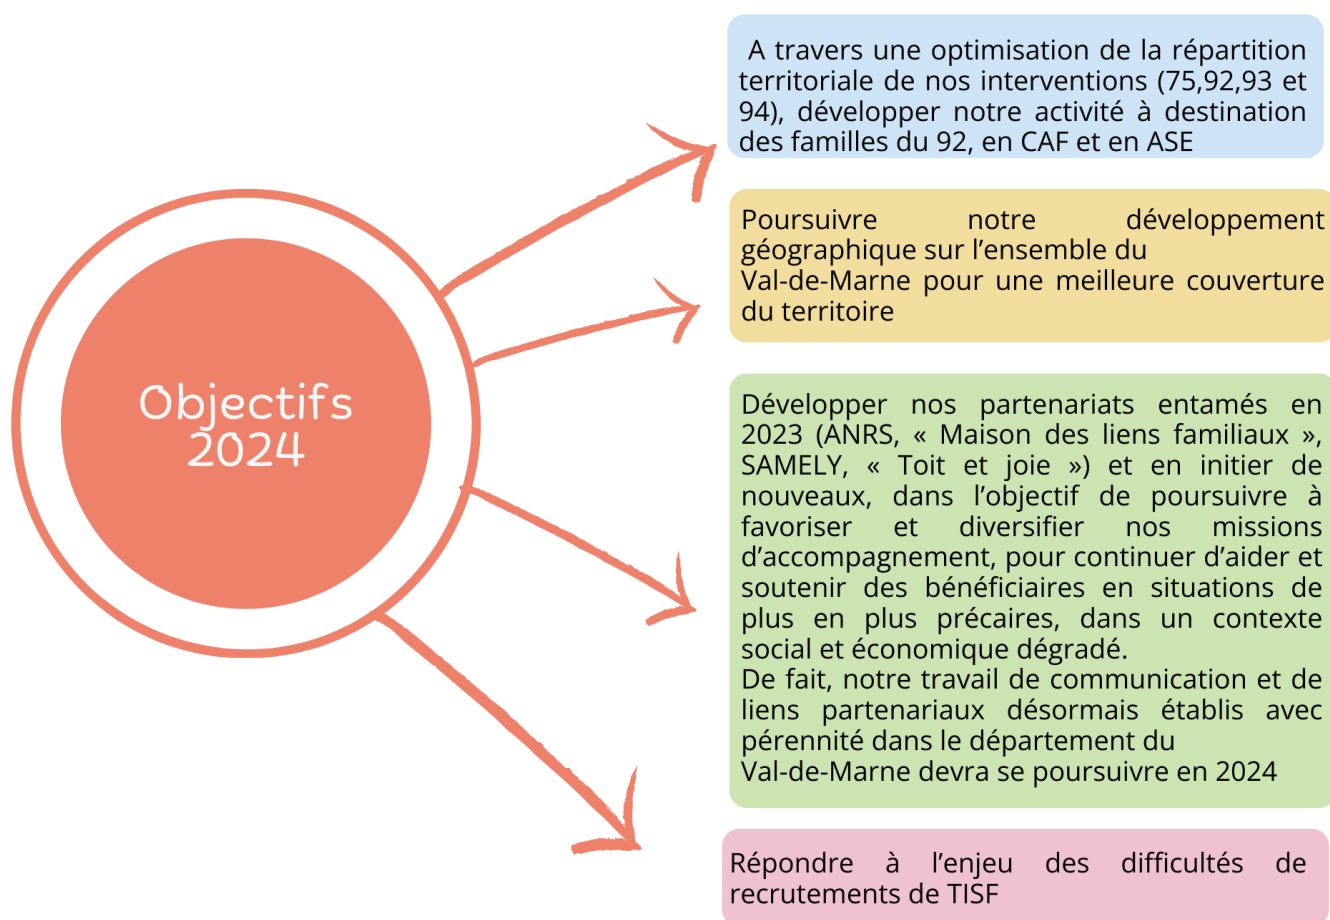 Objectifs
2024
A travers une optimisation de la répartition
territoriale de nos interventions (75,92,93 et
94), développer notre activité à destination
des familles du 92, en CAF et en ASE
Poursuivre notre développement
géographique sur l’ensemble du
Val-de-Marne pour une meilleure couverture
du territoire
Développer nos partenariats entamés en
2023 (ANRS, « Maison des liens familiaux »,
SAMELY, « Toit et joie ») et en initier de
nouveaux, dans l’objectif de poursuivre à
favoriser et diversifier nos missions
d’accompagnement, pour continuer d’aider et
soutenir des bénéficiaires en situations de
plus en plus précaires, dans un contexte
social et économique dégradé.
De fait, notre travail de communication et de
liens partenariaux désormais établis avec
pérennité dans le département du
Val-de-Marne devra se poursuivre en 2024
Répondre à l’enjeu des difficultés de
recrutements de TISF